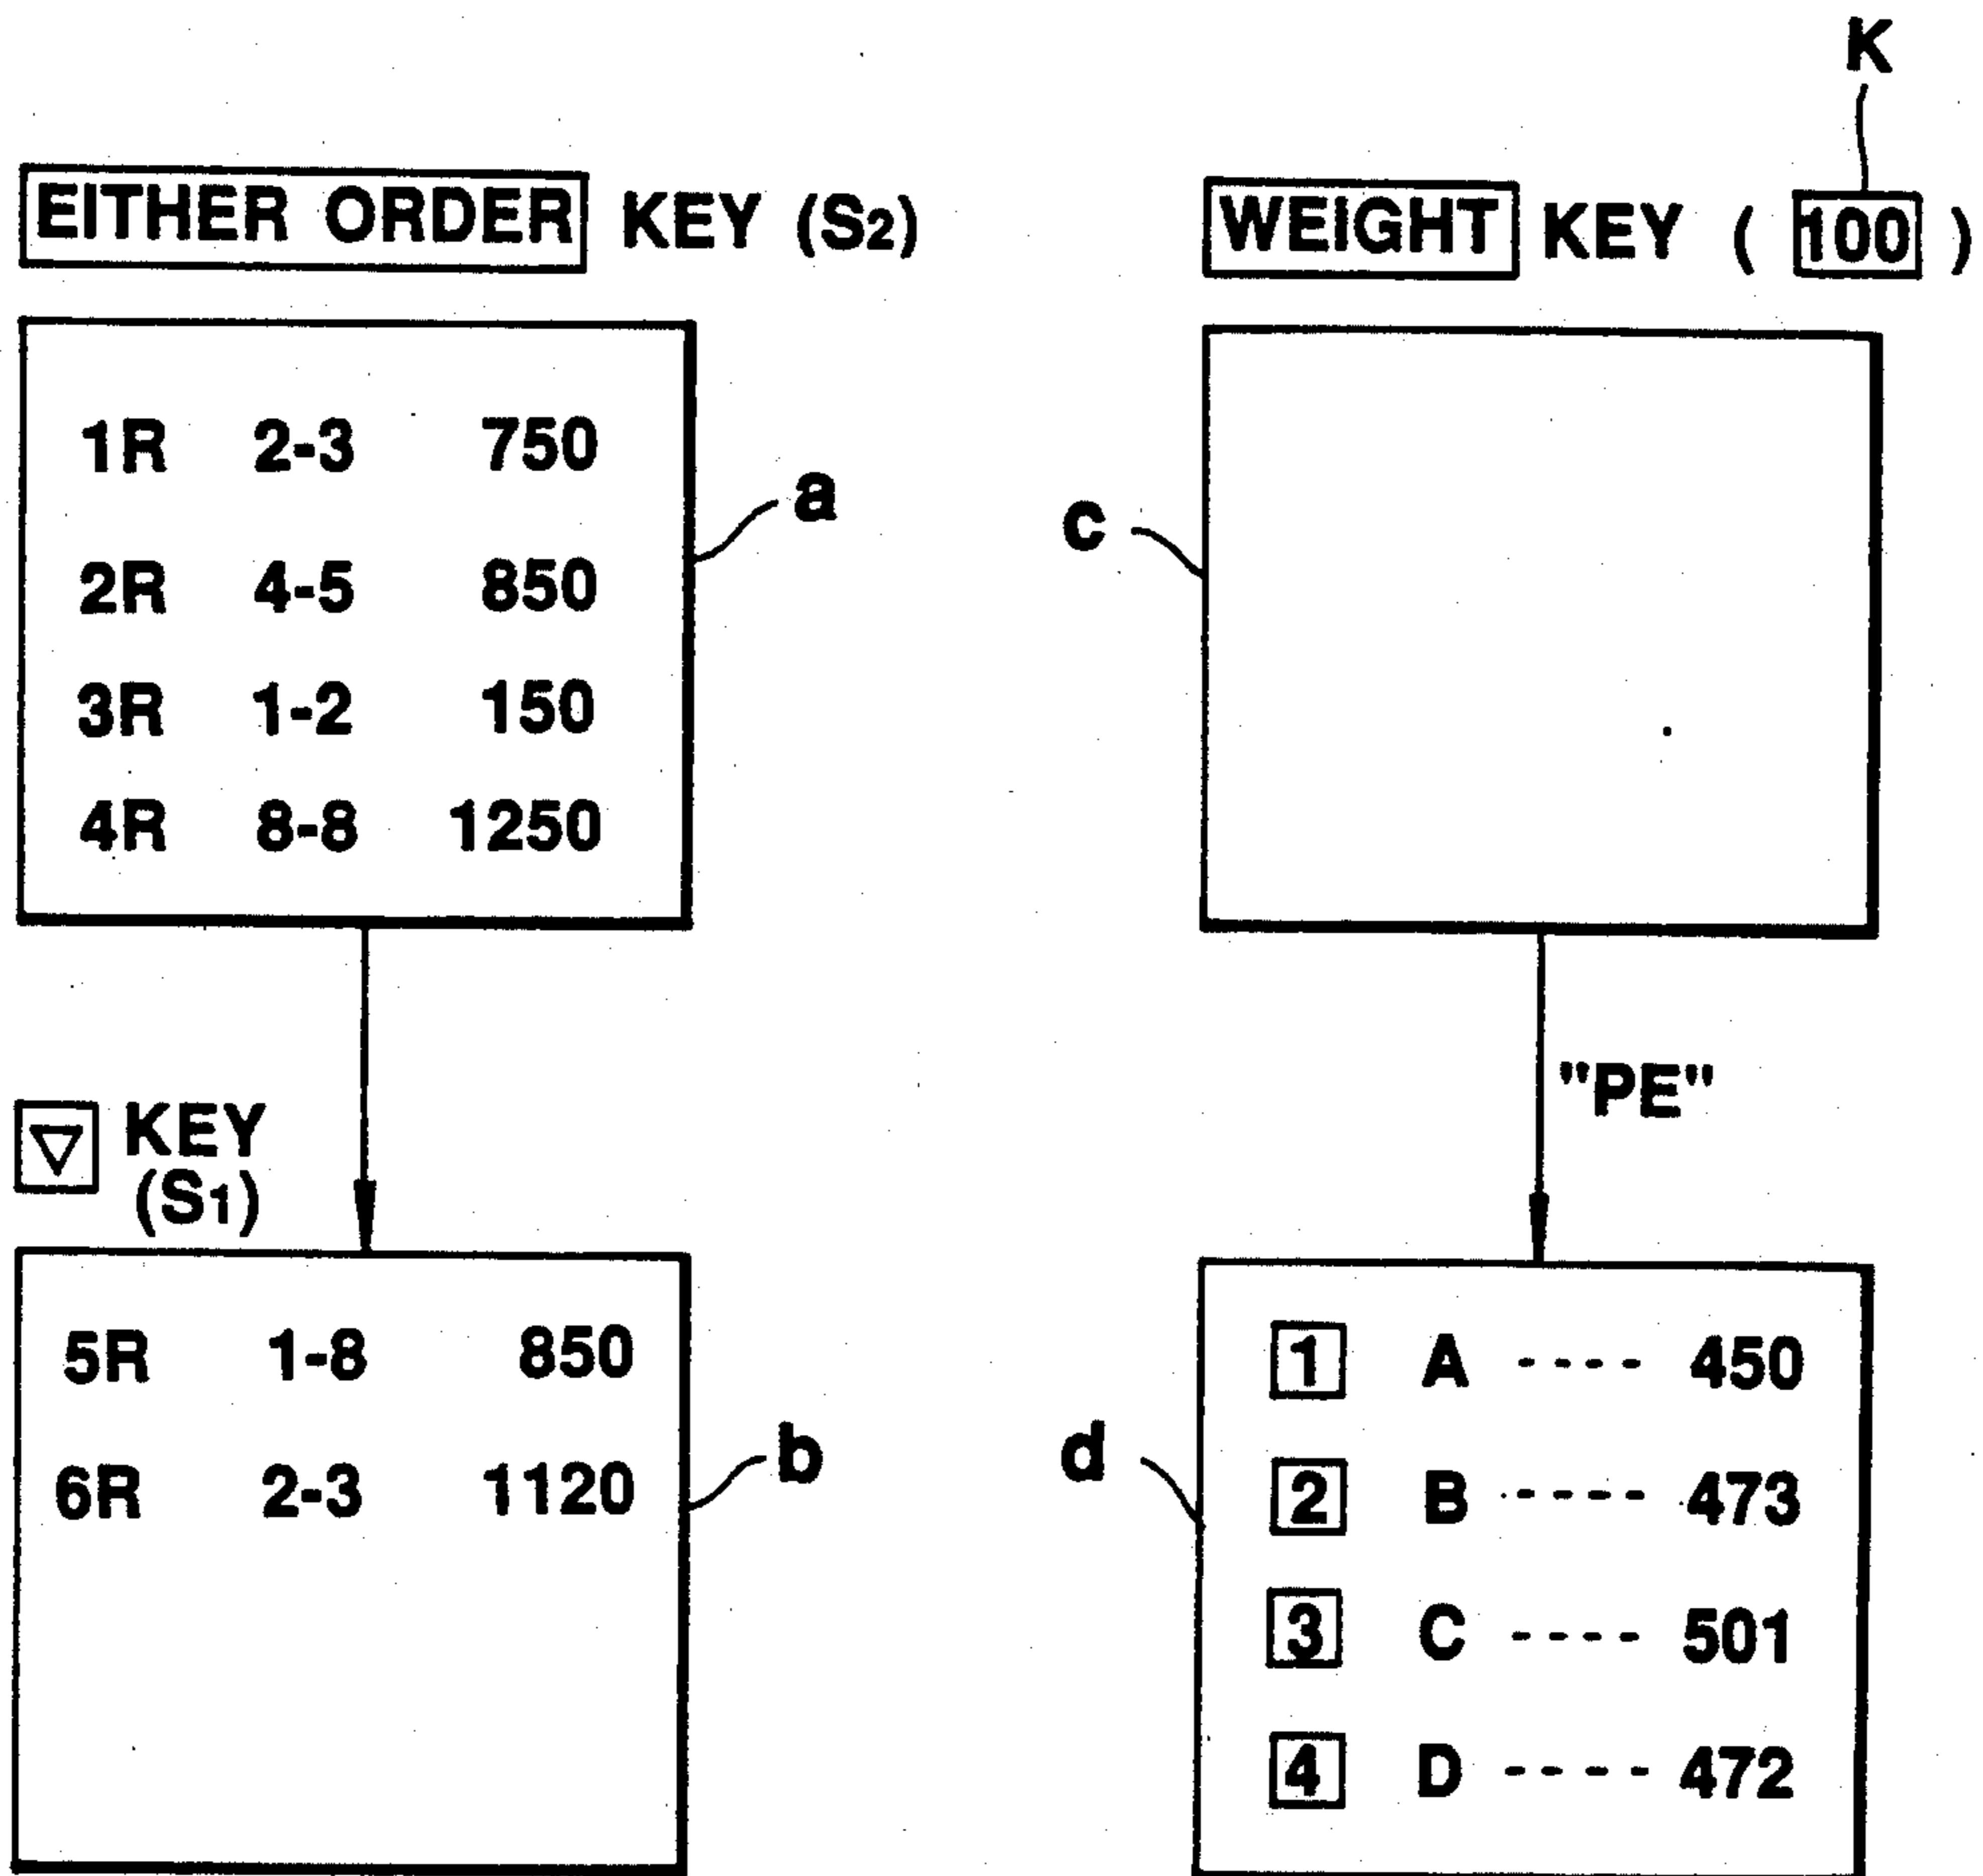 K
EITHER ORDER KEY (S2)
WEIGHT KEY ( 100 )
1R 2-3 750
2R 4-5 850
3R 1-2 150
4R 8-8 1250
a
c
"PE"
▽ KEY
(S1)
5R 1-8 850
6R 2-3 1120
b
d
1 A ---- 450
2 B ---- 473
3 C ---- 501
4 D ---- 472